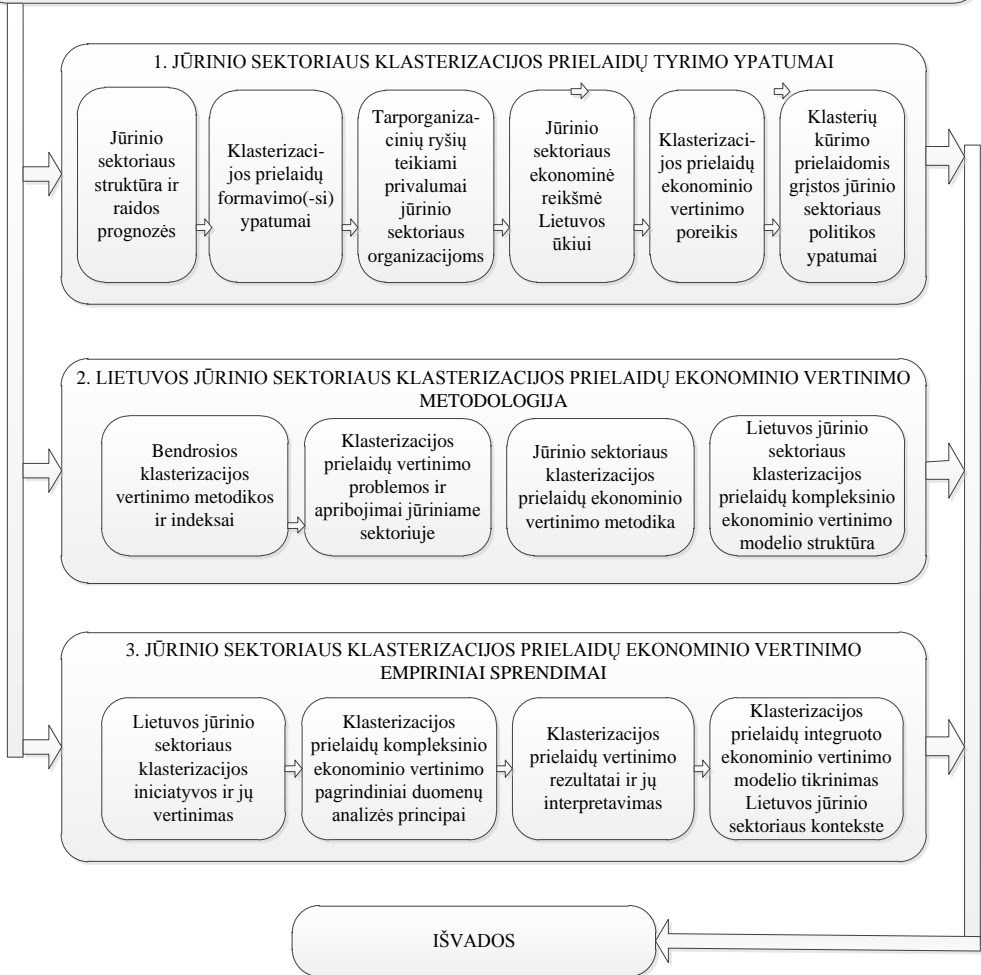 1. JŪRINIO SEKTORIAUS KLASTERIZACIJOS PRIELAIDŲ TYRIMO YPATUMAI
Jūrinio
sektoriaus
struktūra ir
raidos
prognozės
Klasterizaci-
jos prielaidų
formavimo(-si)
ypatumai
Tarporganiza-
cinių ryšių
teikiami
privalumai
jūrinio
sektoriaus
organizacijoms
Jūrinio
sektoriaus
ekonominė
reikšmė
Lietuvos
ūkiui
Klasterizaci-
jos prielaidų
ekonominio
vertinimo
poreikis
Klasterių
kūrimo
prielaidomis
grįstos jūrinio
sektoriaus
politikos
ypatumai
2. LIETUVOS JŪRINIO SEKTORIAUS KLASTERIZACIJOS PRIELAIDŲ EKONOMINIO VERTINIMO
METODOLOGIJA
Bendrosios
klasterizacijos
vertinimo metodikos
ir indeksai
Klasterizacijos
prielaidų vertinimo
problemos ir
apribojimai jūriniame
sektoriuje
Jūrinio sektoriaus
klasterizacijos
prielaidų ekonominio
vertinimo metodika
Lietuvos jūrinio
sektoriaus
klasterizacijos
prielaidų kompleksinio
ekonominio vertinimo
modelio struktūra
3. JŪRINIO SEKTORIAUS KLASTERIZACIJOS PRIELAIDŲ EKONOMINIO VERTINIMO
EMPIRINIAI SPRENDIMAI
Lietuvos jūrinio
sektoriaus
klasterizacijos
iniciatyvos ir jų
vertinimas
Klasterizacijos
prielaidų kompleksinio
ekonominio vertinimo
pagrindiniai duomenų
analizės principai
Klasterizacijos
prielaidų vertinimo
rezultatai ir jų
interpretavimas
Klasterizacijos
prielaidų integruoto
ekonominio vertinimo
modelio tikrinimas
Lietuvos jūrinio
sektoriaus kontekste
IŠVADOS